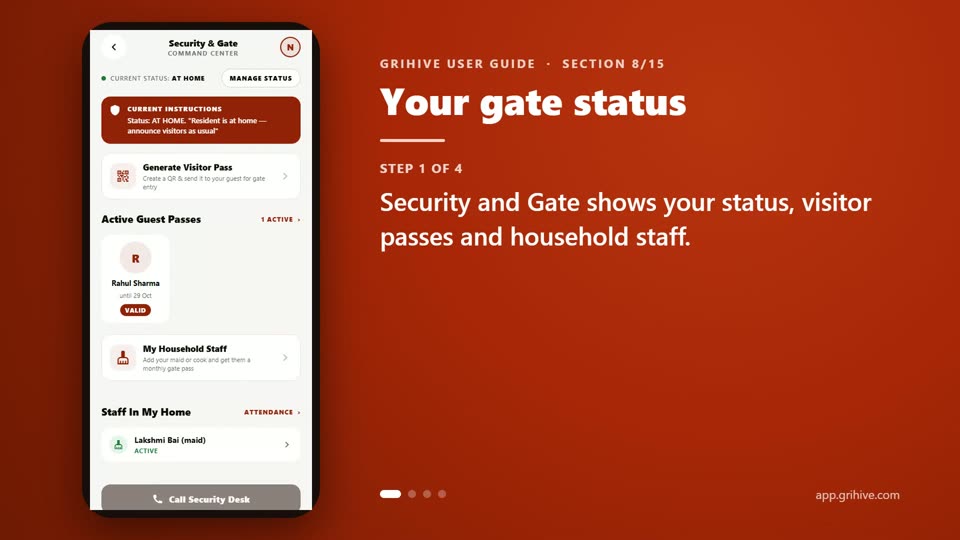 Security & Gate
COMMAND CENTER
N
CURRENT STATUS: AT HOME
MANAGE STATUS
CURRENT INSTRUCTIONS
Status: AT HOME. "Resident is at home —
announce visitors as usual"
Generate Visitor Pass
Create a QR & send it to your guest for gate
entry
Active Guest Passes
1 ACTIVE ›
R
Rahul Sharma
until 29 Oct
VALID
My Household Staff
Add your maid or cook and get them a
monthly gate pass
Staff In My Home
ATTENDANCE ›
Lakshmi Bai (maid)
ACTIVE
Call Security Desk
GRIHIVE USER GUIDE · SECTION 8/15
Your gate status
STEP 1 OF 4
Security and Gate shows your status, visitor
passes and household staff.
app.grihive.com